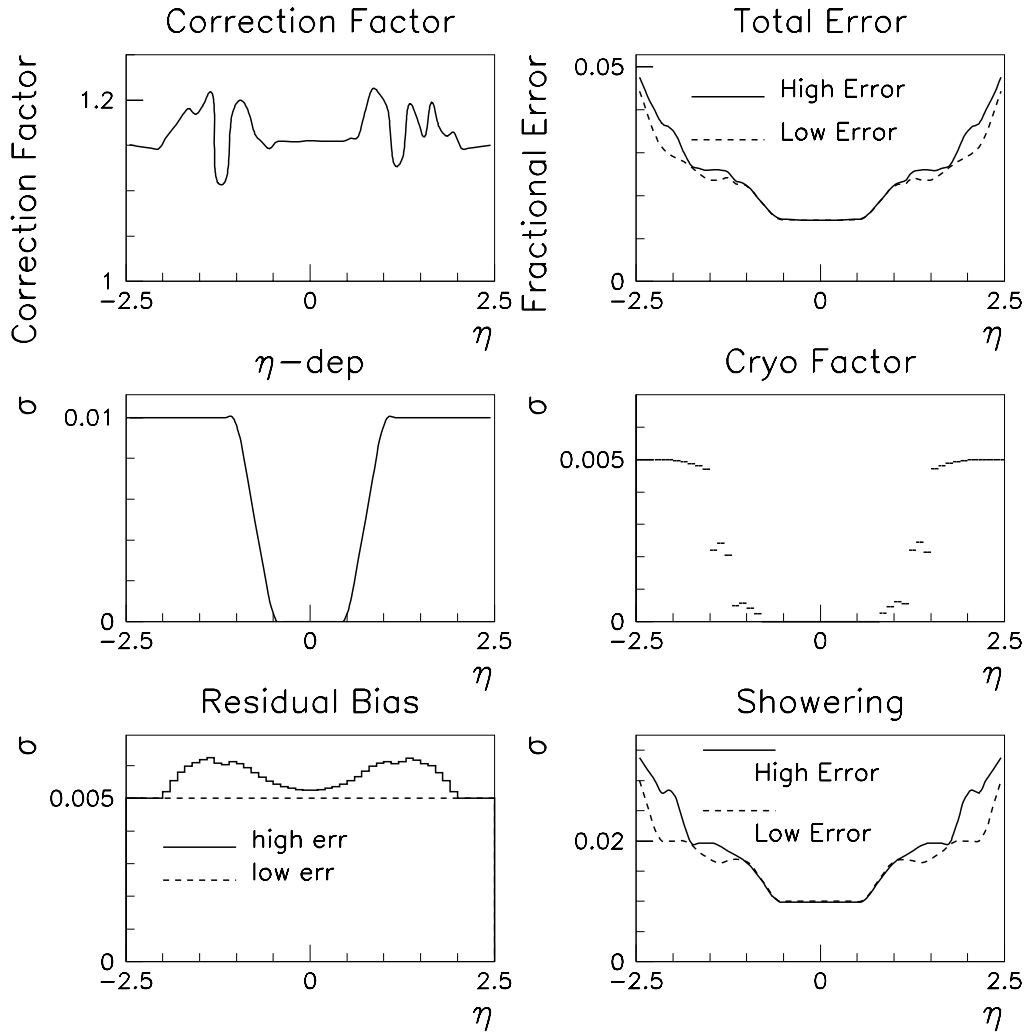 Correction Factor
Correction Factor
1.2
1
-2.5
0
2.5
η
Total Error
Fractional Error
0.05
0
-2.5
0
2.5
η
High Error
Low Error
η-dep
σ
0.01
0
-2.5
0
2.5
η
Cryo Factor
σ
0.005
0
-2.5
0
2.5
η
Residual Bias
σ
0.005
0
-2.5
0
2.5
η
high err
low err
Showering
σ
0.02
0
-2.5
0
2.5
η
High Error
Low Error